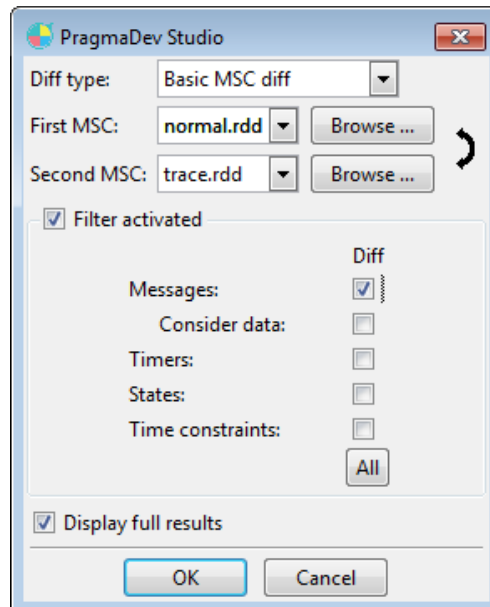 PragmaDev Studio
Diff type: Basic MSC diff
First MSC: normal.rdd Browse ...
Second MSC: trace.rdd Browse ...
Filter activated
Diff
Messages:
Consider data:
Timers:
States:
Time constraints:
All
Display full results
OK Cancel